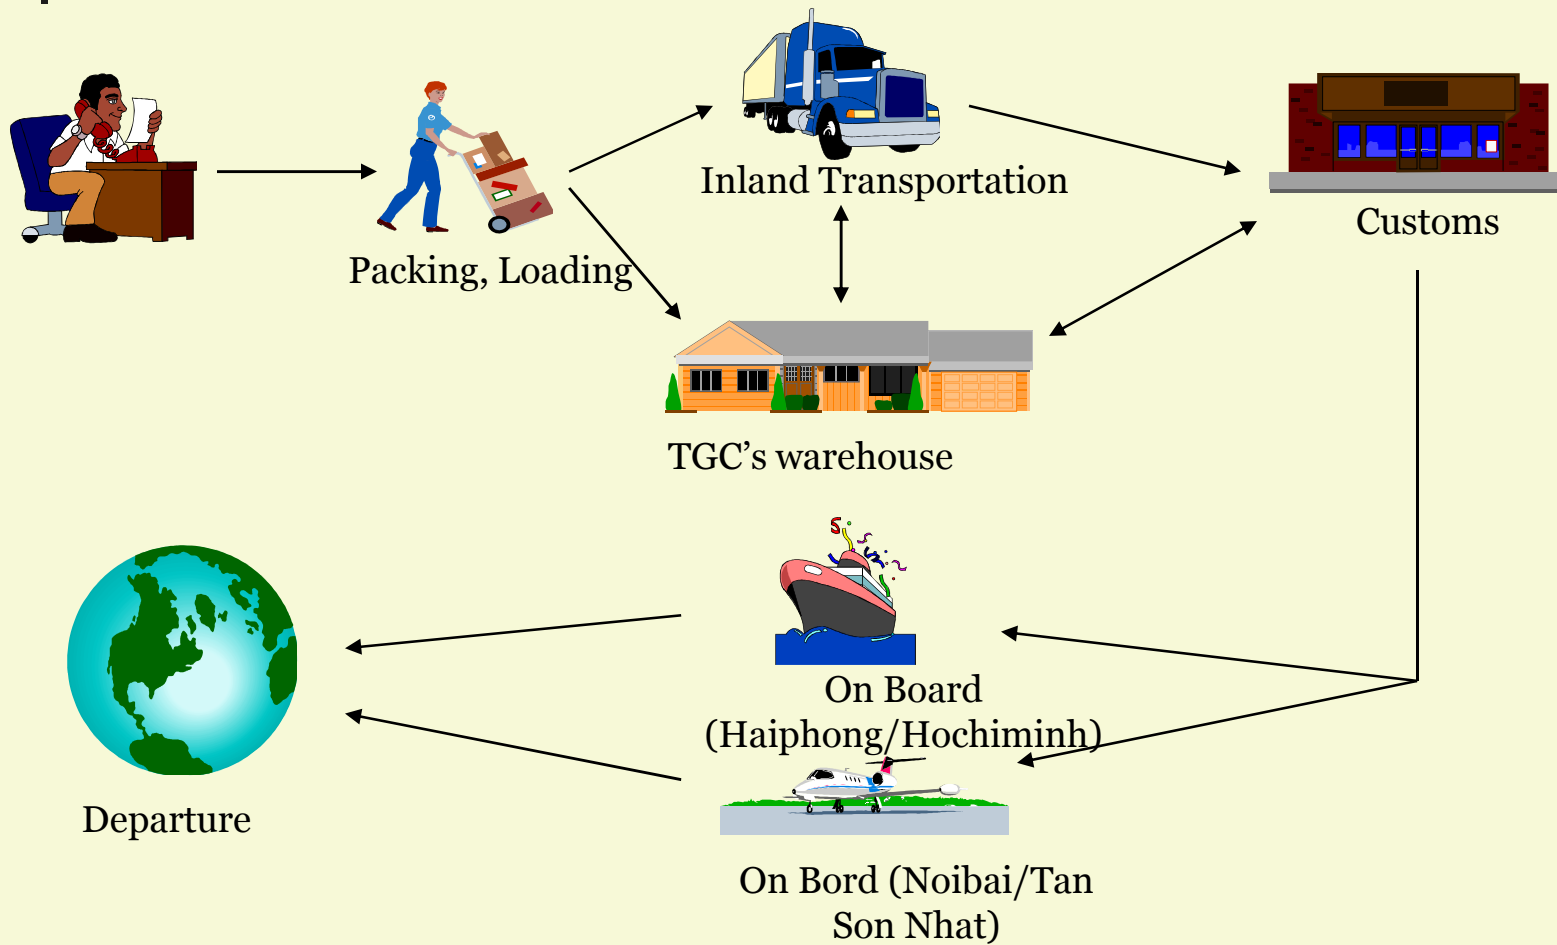 Inland Transportation
Customs
Packing, Loading
TGC’s warehouse
On Board
(Haiphong/Hochiminh)
Departure
On Bord (Noibai/Tan
Son Nhat)